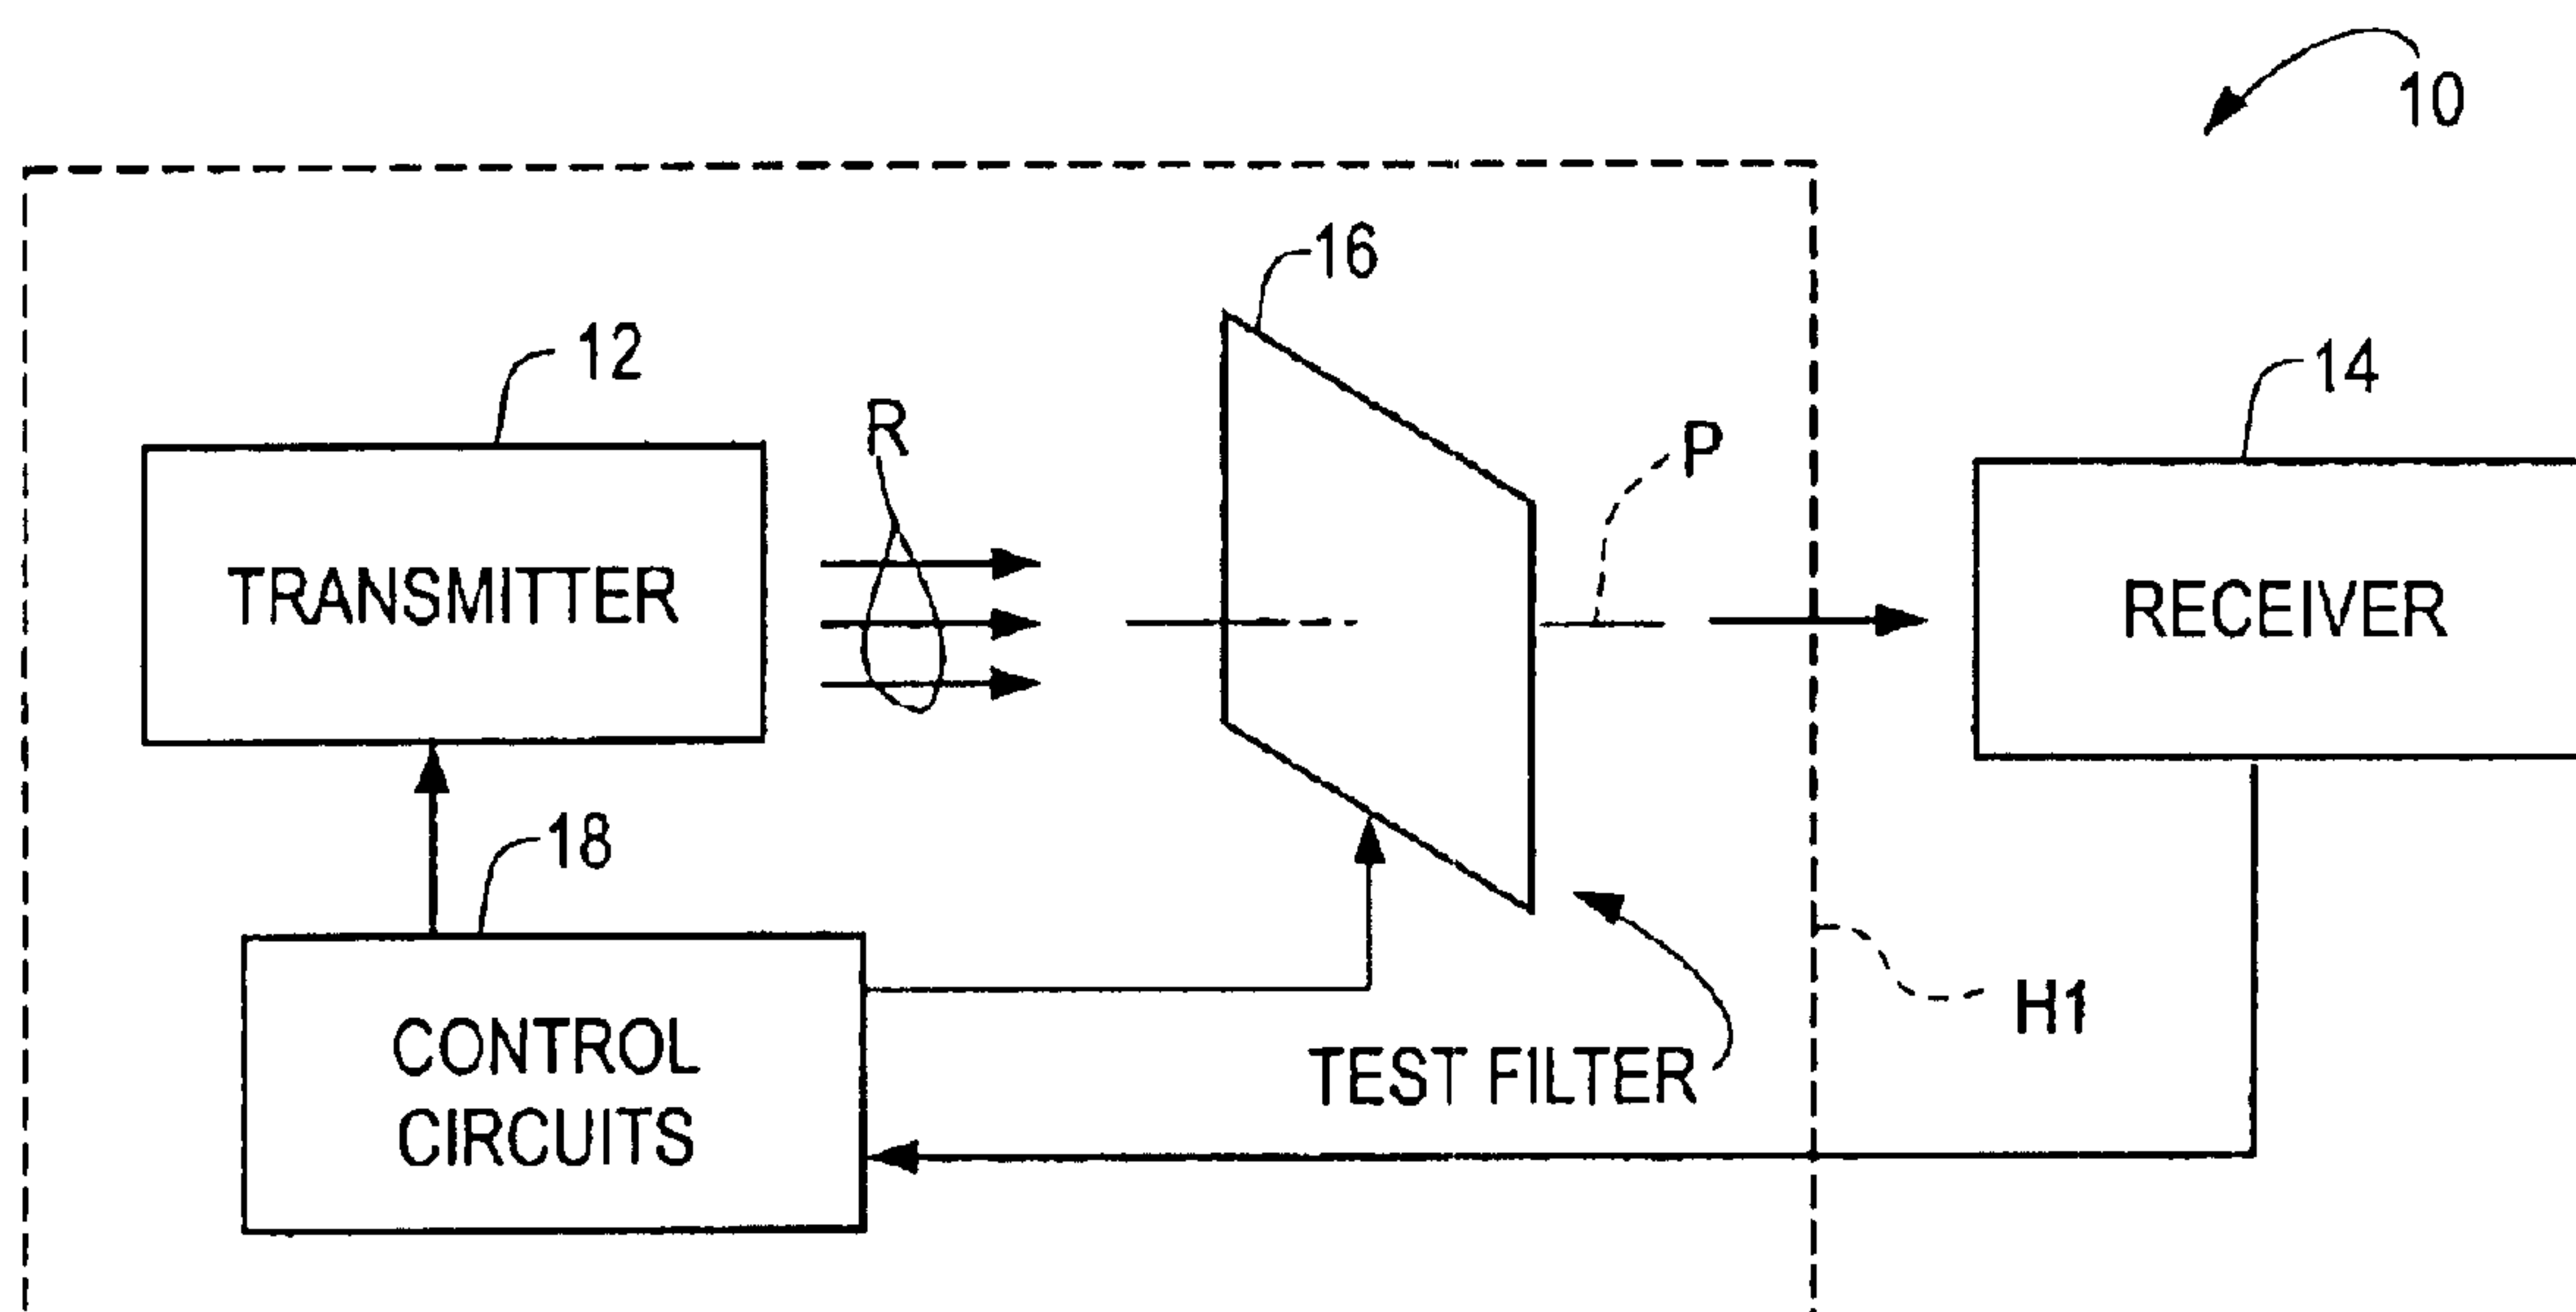 10
16
12
14
R
P
TRANSMITTER
RECEIVER
18
H1
CONTROL
CIRCUITS
TEST FILTER